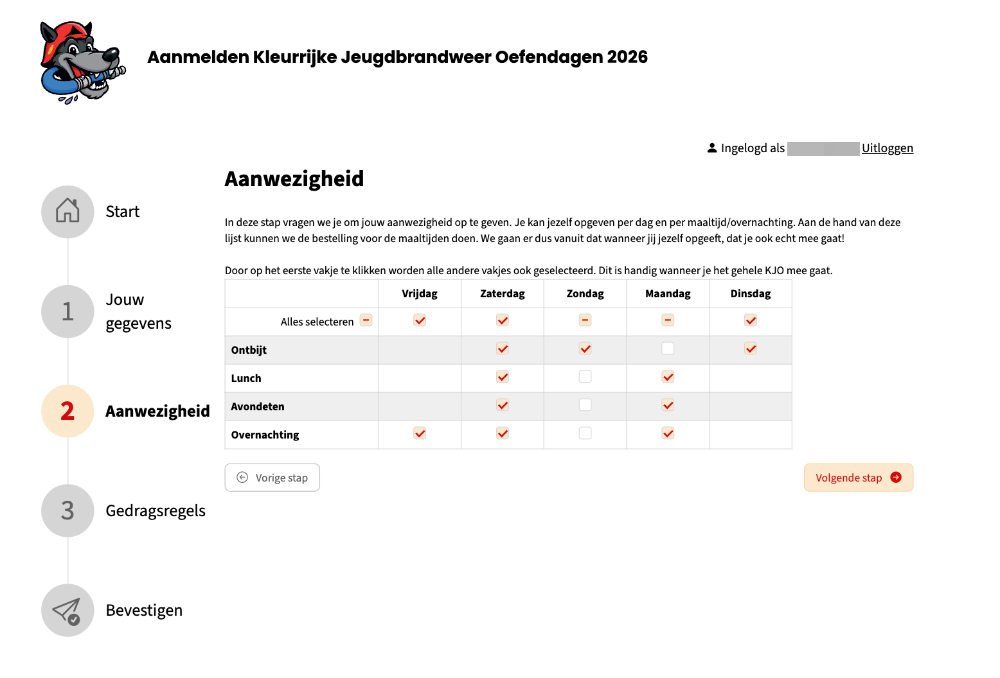 Aanmelden Kleurrijke Jeugdbrandweer Oefendagen 2026
Ingelogd als Uitloggen
Aanwezigheid
Start
1
Jouw
gegevens
2
Aanwezigheid
3
Gedragsregels
Bevestigen
In deze stap vragen we je om jouw aanwezigheid op te geven. Je kan jezelf opgeven per dag en per maaltijd/overnachting. Aan de hand van deze
lijst kunnen we de bestelling voor de maaltijden doen. We gaan er dus vanuit dat wanneer jij jezelf opgeeft, dat je ook echt mee gaat!
Door op het eerste vakje te klikken worden alle andere vakjes ook geselecteerd. Dit is handig wanneer je het gehele KJO mee gaat.
Vrijdag Zaterdag Zondag Maandag Dinsdag
Alles selecteren
Ontbijt
Lunch
Avondeten
Overnachting
Vorige stap
Volgende stap